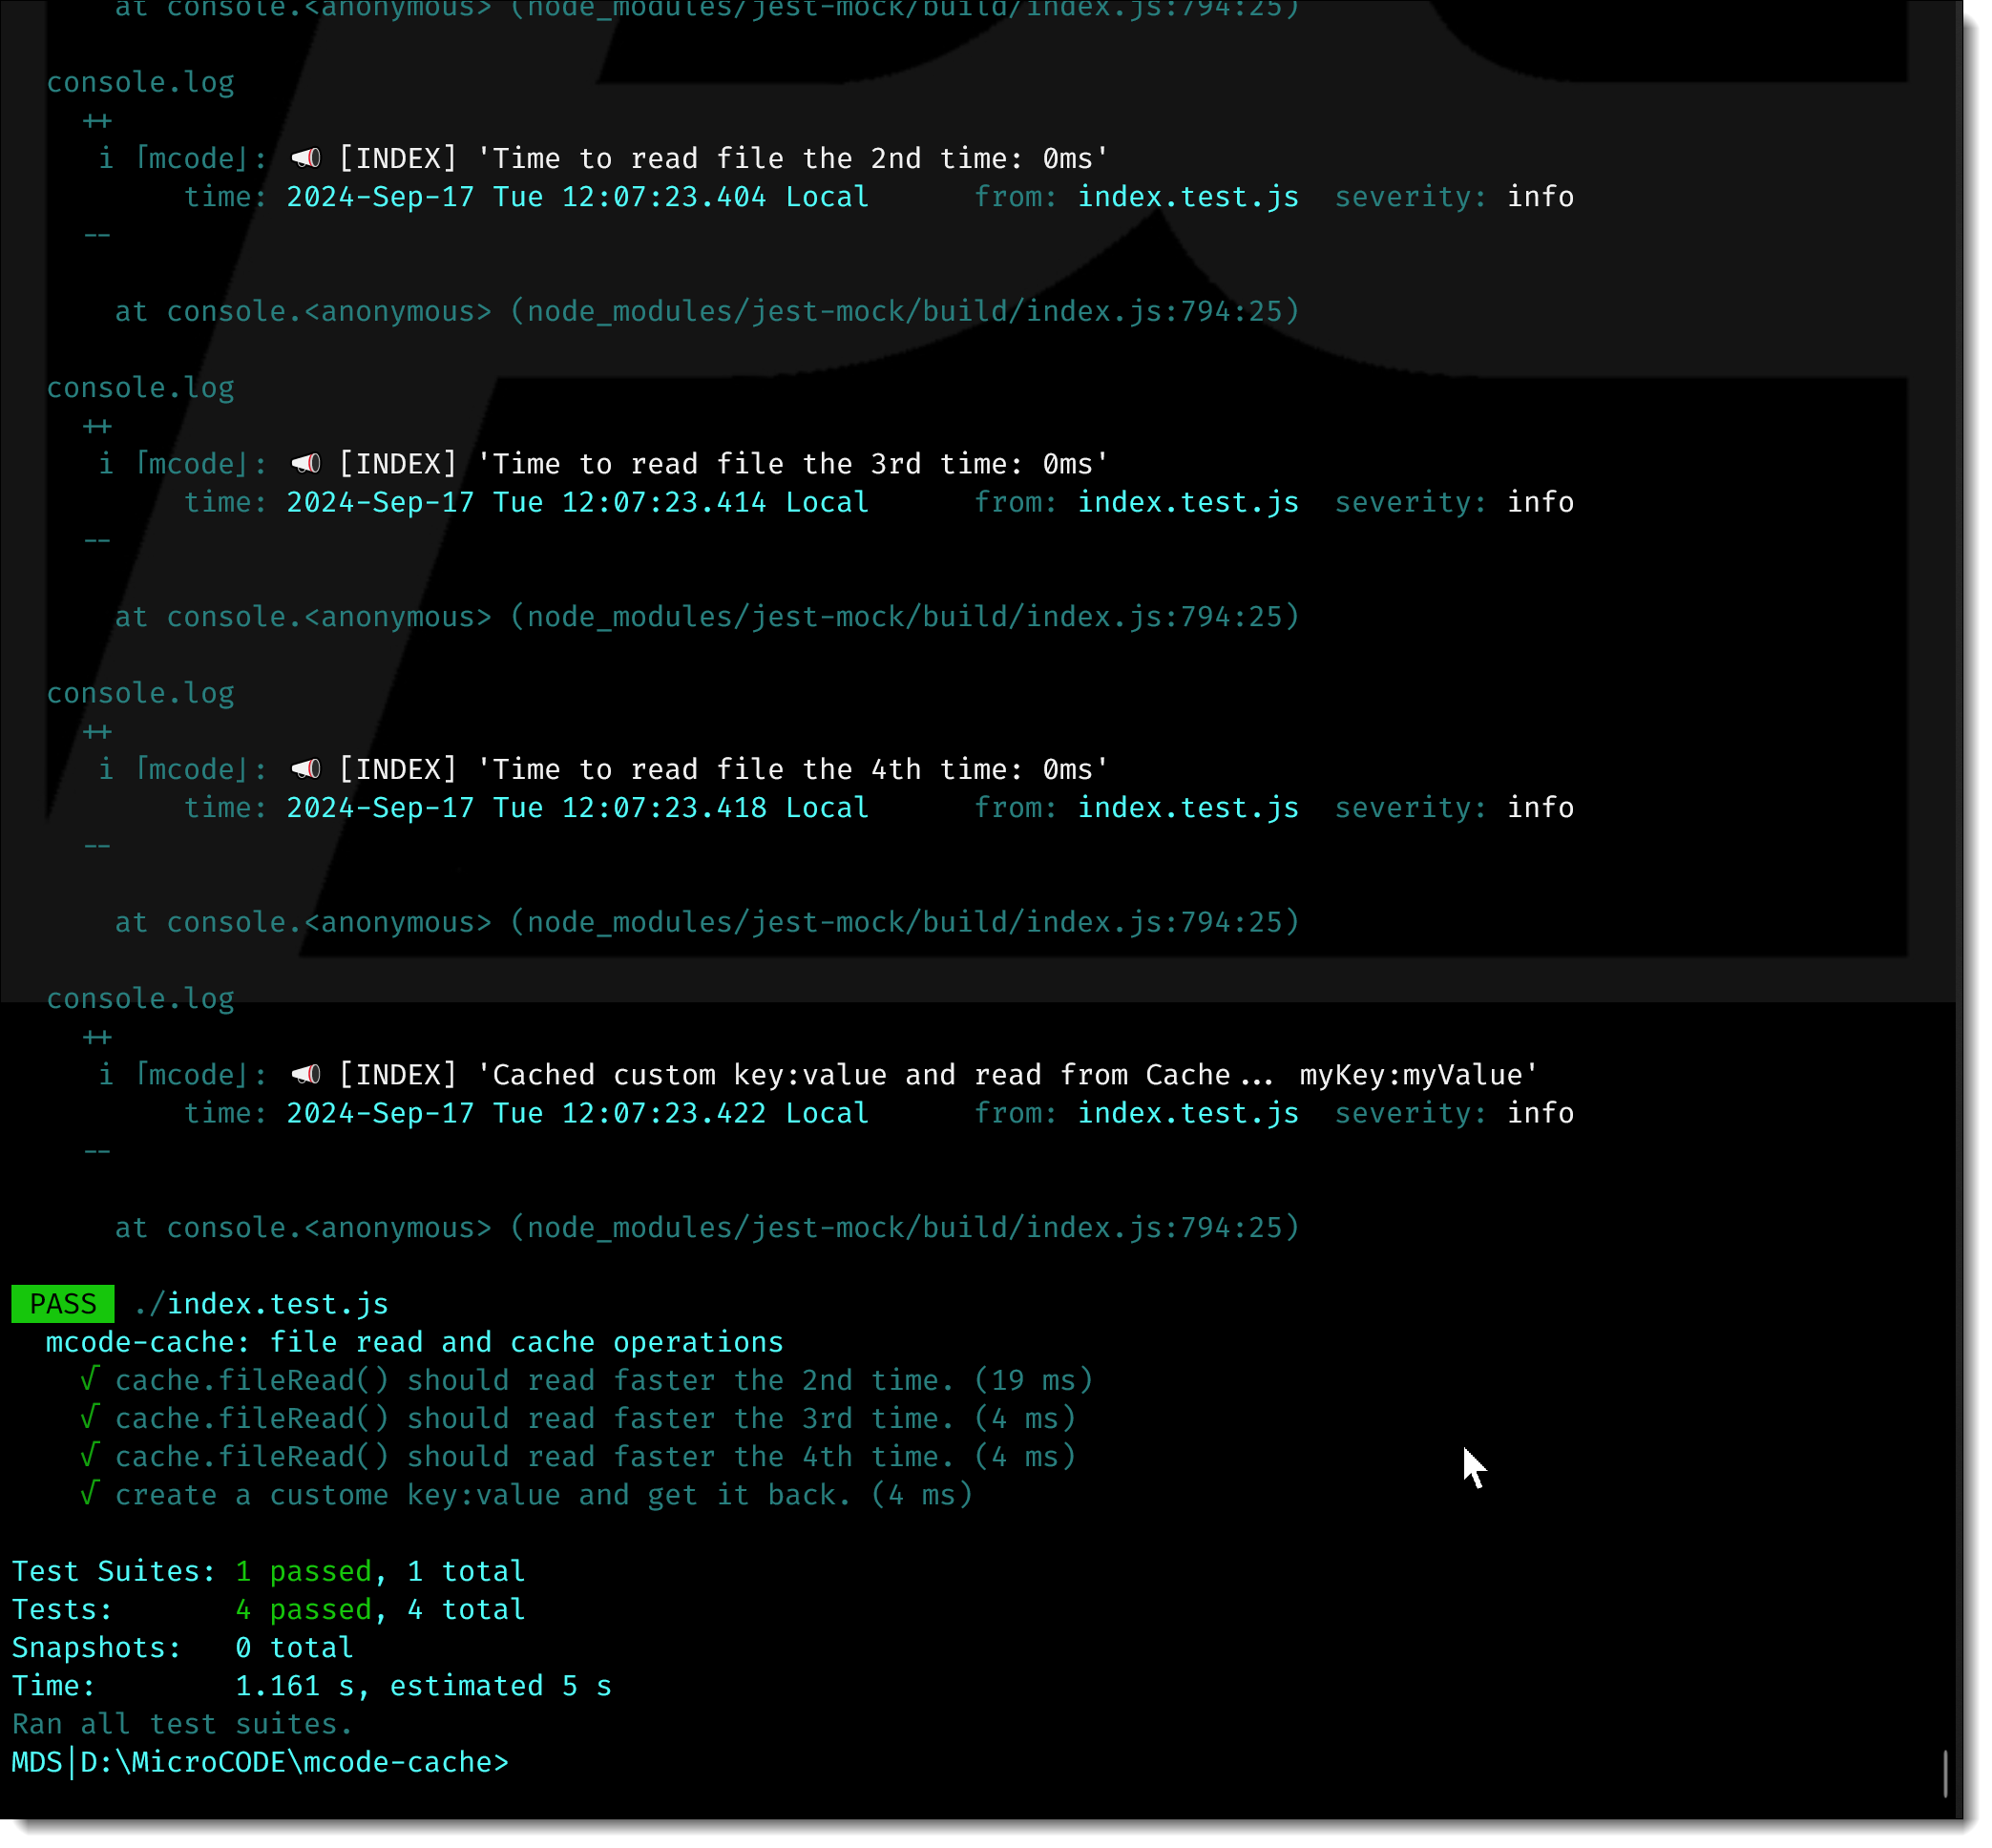 at console.<anonymous> (node_modules/jest-mock/build/index.js:794:25)
console.log
++
i ⌈mcode⌋: 📢 [INDEX] 'Time to read file the 2nd time: 0ms'
time: 2024-Sep-17 Tue 12:07:23.404 Local from: index.test.js severity: info
--
at console.<anonymous> (node_modules/jest-mock/build/index.js:794:25)
console.log
++
i ⌈mcode⌋: 📢 [INDEX] 'Time to read file the 3rd time: 0ms'
time: 2024-Sep-17 Tue 12:07:23.414 Local from: index.test.js severity: info
--
at console.<anonymous> (node_modules/jest-mock/build/index.js:794:25)
console.log
++
i ⌈mcode⌋: 📢 [INDEX] 'Time to read file the 4th time: 0ms'
time: 2024-Sep-17 Tue 12:07:23.418 Local from: index.test.js severity: info
--
at console.<anonymous> (node_modules/jest-mock/build/index.js:794:25)
console.log
++
i ⌈mcode⌋: 📢 [INDEX] 'Cached custom key:value and read from Cache... myKey:myValue'
time: 2024-Sep-17 Tue 12:07:23.422 Local from: index.test.js severity: info
--
at console.<anonymous> (node_modules/jest-mock/build/index.js:794:25)
PASS ./index.test.js
mcode-cache: file read and cache operations
√ cache.fileRead() should read faster the 2nd time. (19 ms)
√ cache.fileRead() should read faster the 3rd time. (4 ms)
√ cache.fileRead() should read faster the 4th time. (4 ms)
√ create a custome key:value and get it back. (4 ms)
Test Suites: 1 passed, 1 total
Tests: 4 passed, 4 total
Snapshots: 0 total
Time: 1.161 s, estimated 5 s
Ran all test suites.
MDS|D:\MicroCODE\mcode-cache>